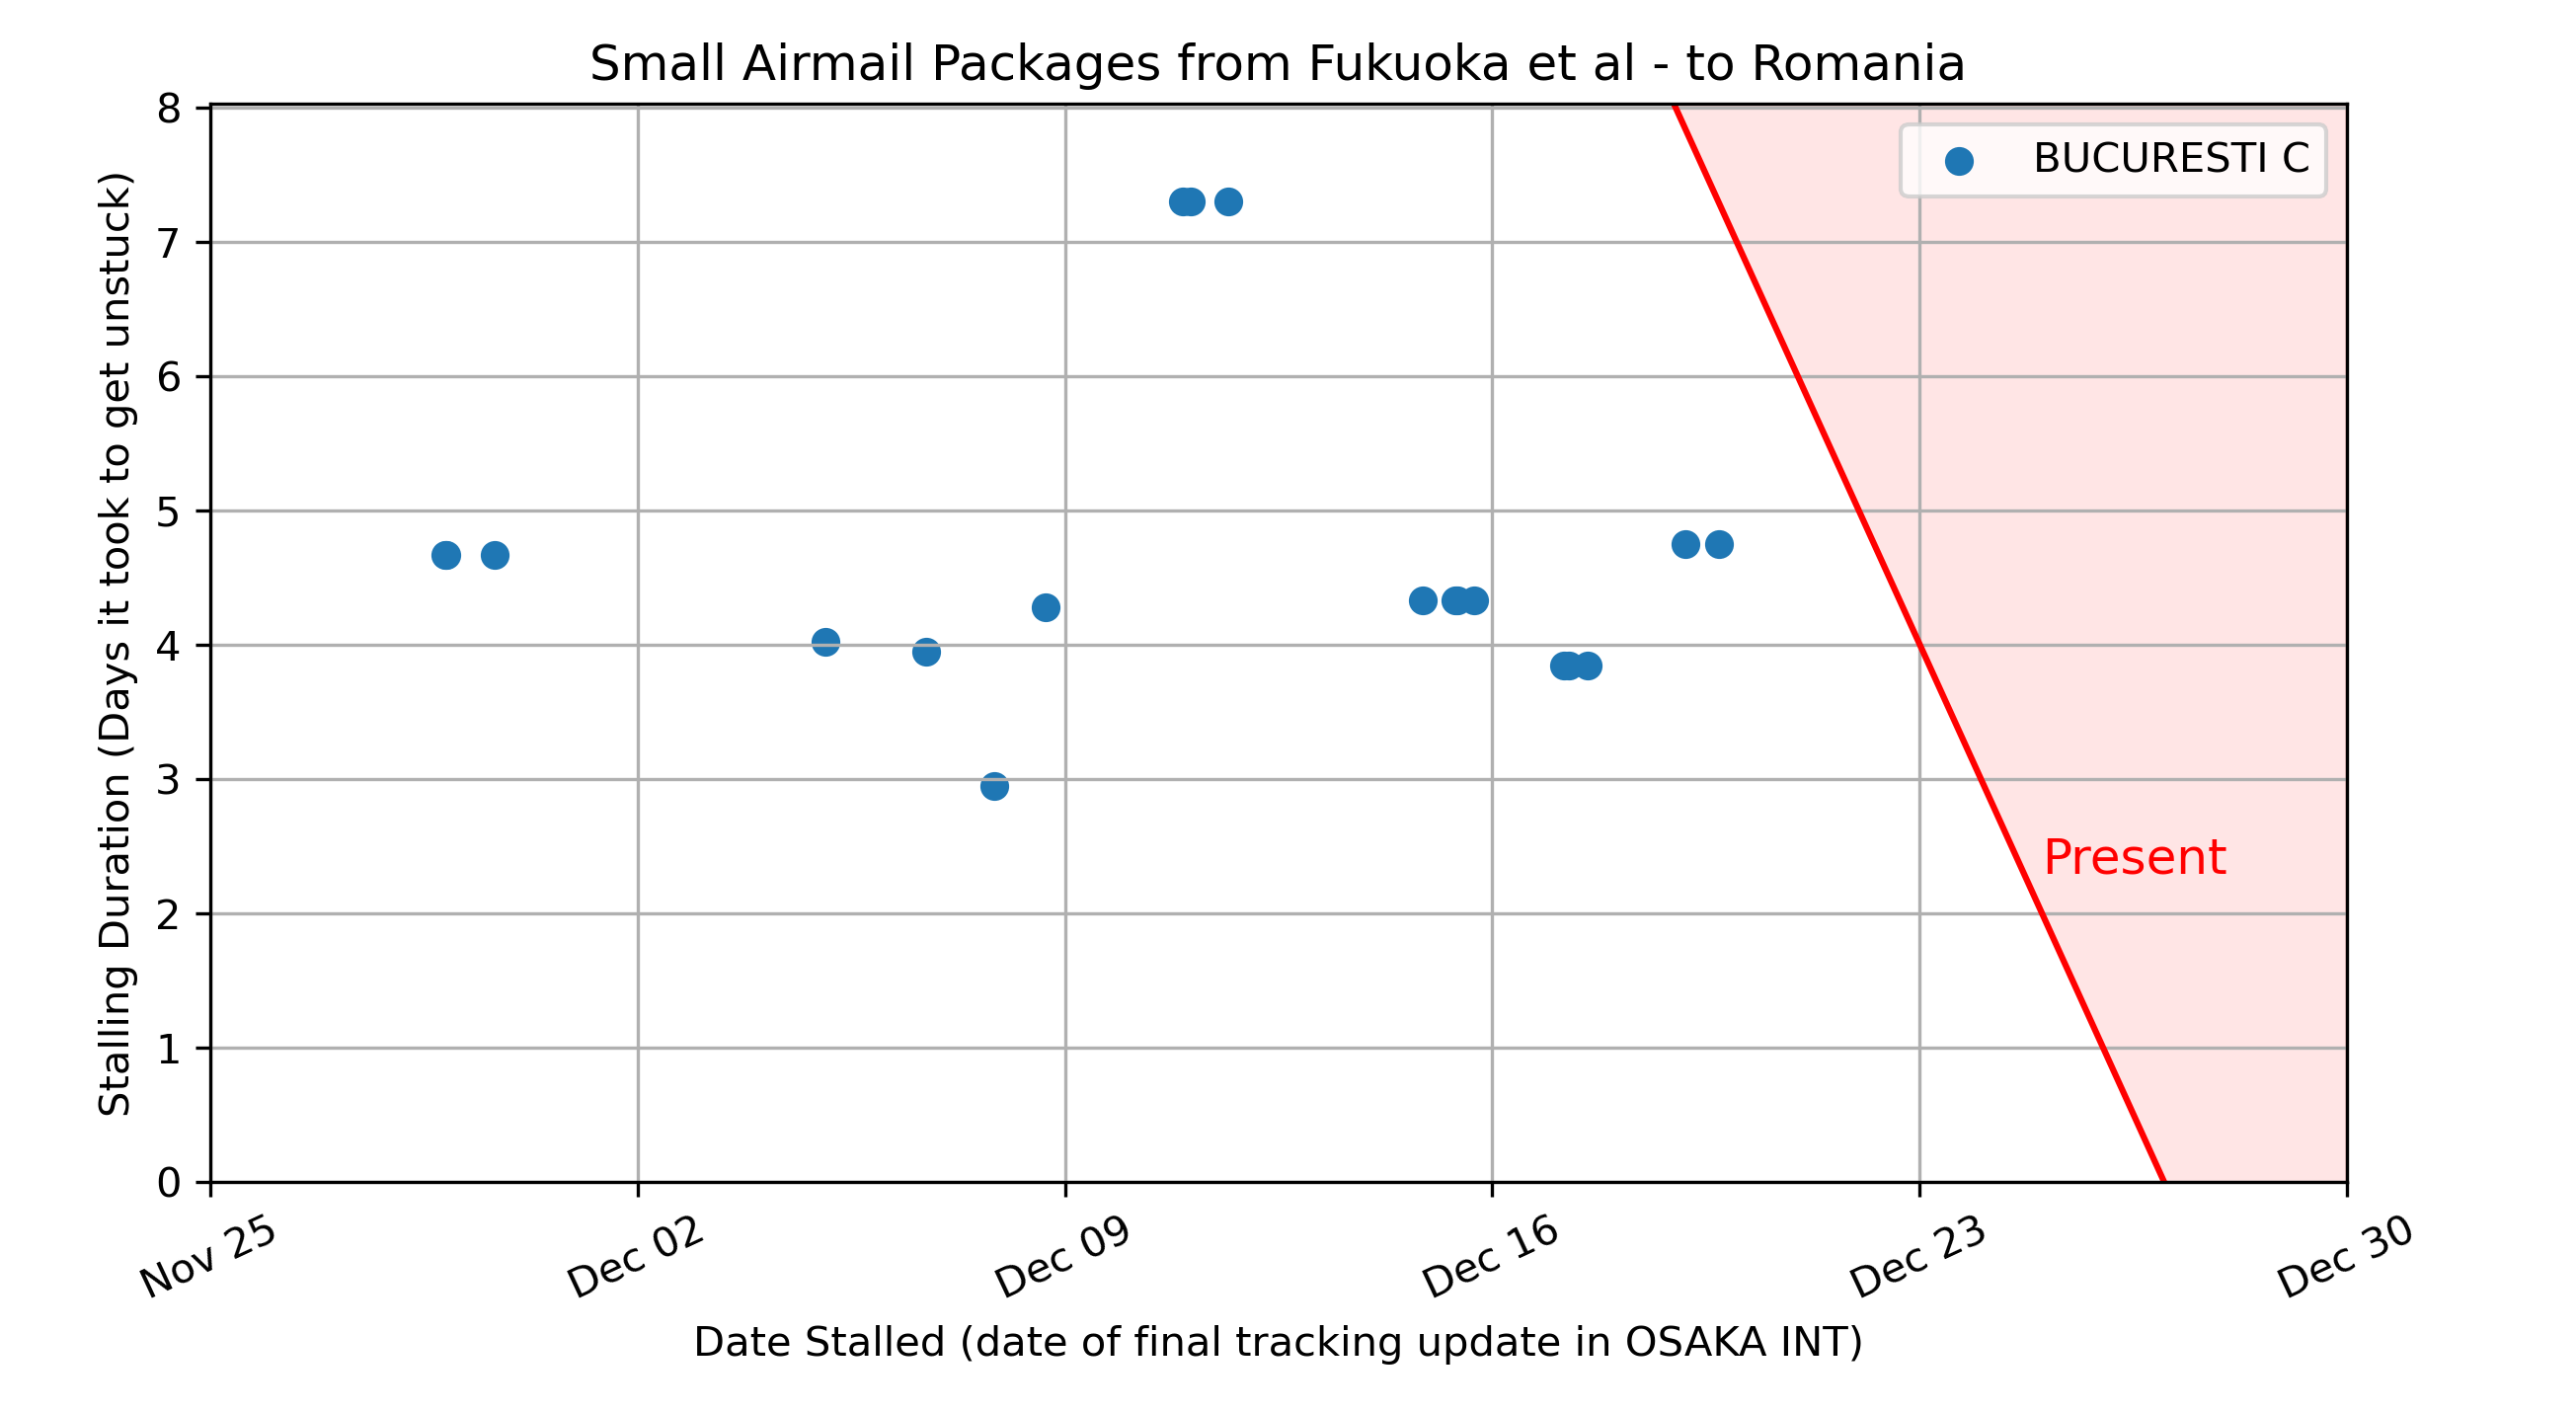 Small Airmail Packages from Fukuoka et al - to Romania
BUCURESTI C
Stalling Duration (Days it took to get unstuck)
8
7
6
5
4
3
2
1
0
Present
Nov 25
Dec 02
Dec 09
Dec 16
Dec 23
Dec 30
Date Stalled (date of final tracking update in OSAKA INT)